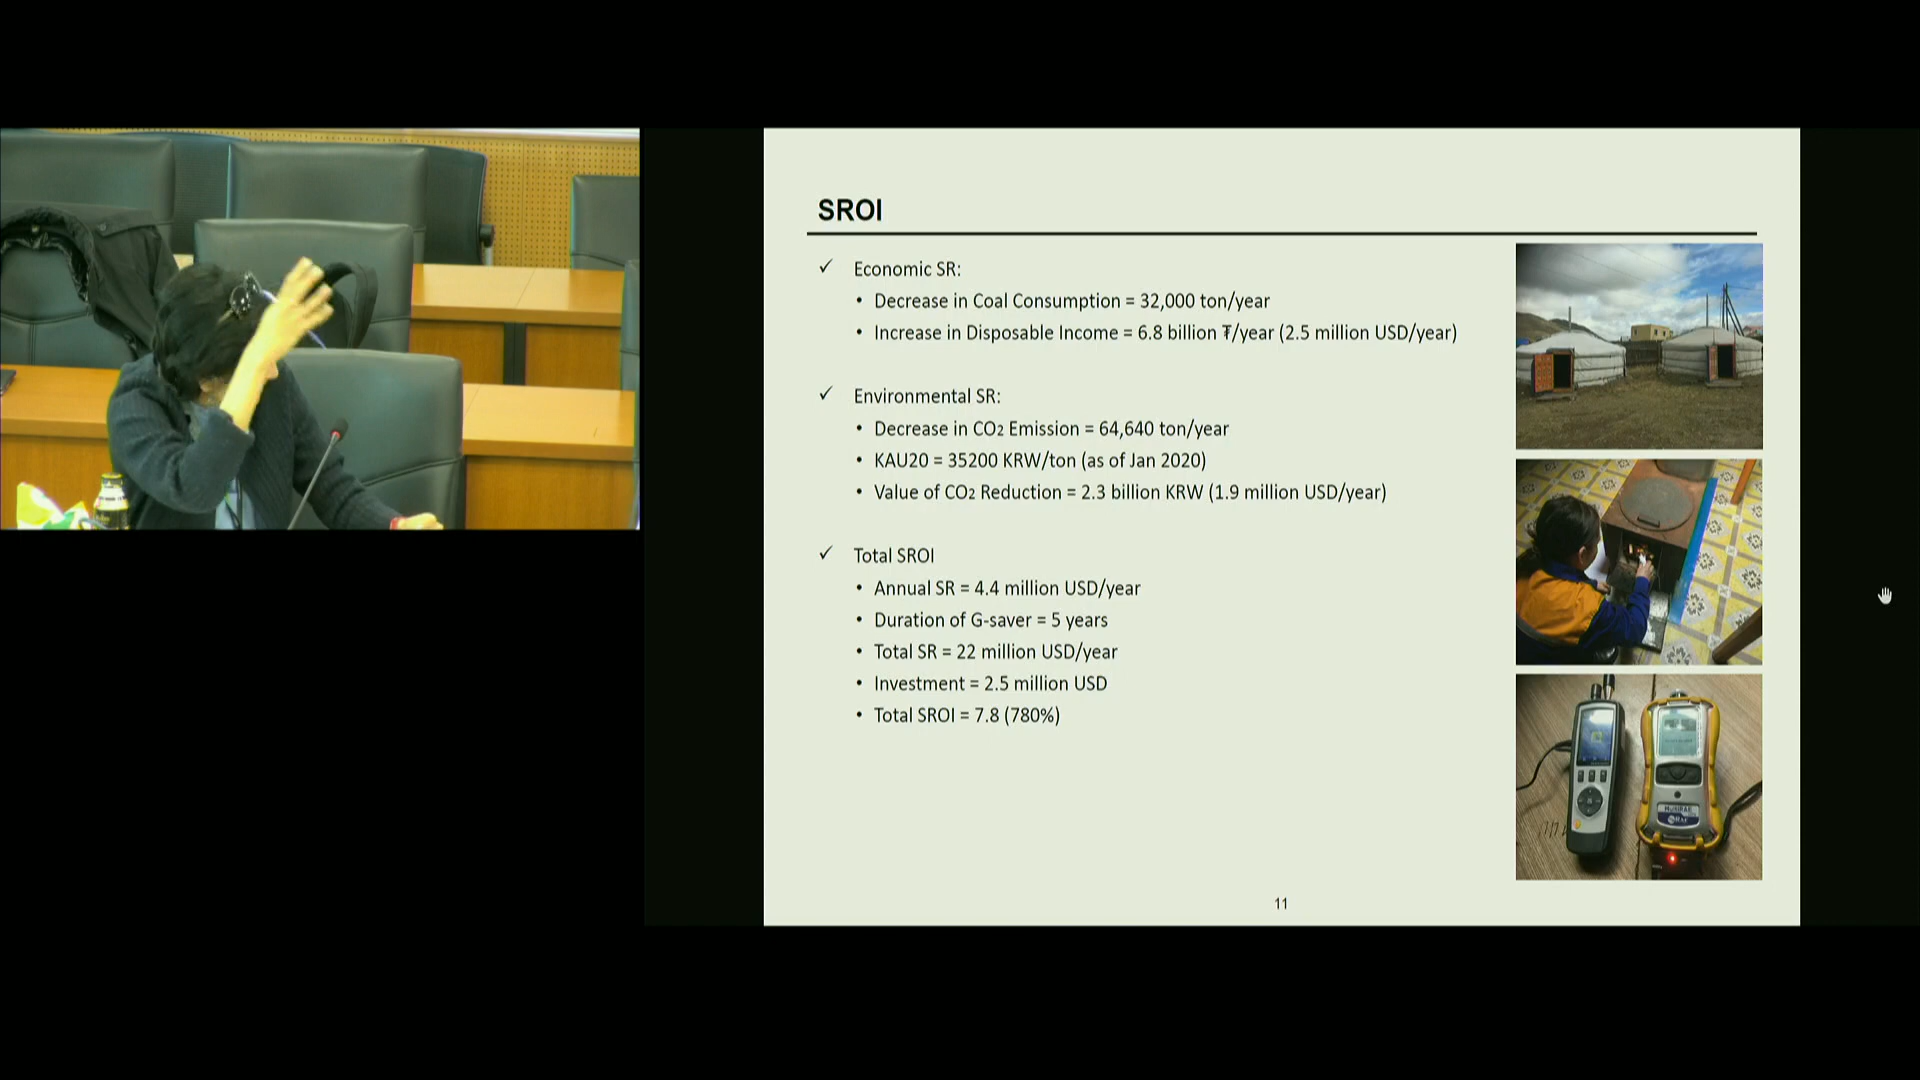 SROI
✓ Economic SR:
• Decrease in Coal Consumption = 32,000 ton/year
• Increase in Disposable Income = 6.8 billion ₮/year (2.5 million USD/year)
✓ Environmental SR:
• Decrease in CO2 Emission = 64,640 ton/year
• KAU20 = 35200 KRW/ton (as of Jan 2020)
• Value of CO2 Reduction = 2.3 billion KRW (1.9 million USD/year)
✓ Total SROI
• Annual SR = 4.4 million USD/year
• Duration of G-saver = 5 years
• Total SR = 22 million USD/year
• Investment = 2.5 million USD
• Total SROI = 7.8 (780%)
11